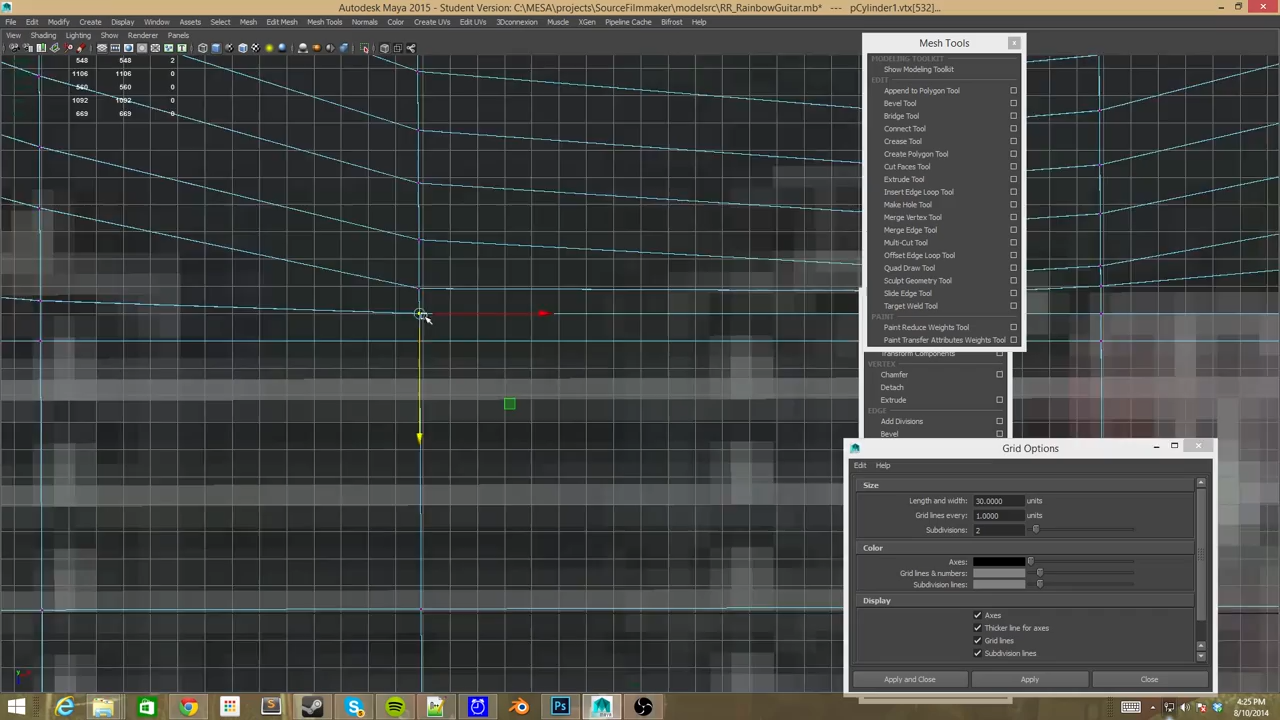 Autodesk Maya 2015 - Student Version: C:\MESA\projects\SourceFilmmaker\modelsrc\RR_RainbowGuitar.mb* --- pCylinder1.vtx[532]...
File Edit Modify Create Display Window Assets Select Mesh Edit Mesh Mesh Tools Normals Color Create UVs Edit UVs 3Dconnexion Muscle XGen Pipeline Cache Bifrost Help
View Shading Lighting Show Renderer Panels
548 548 2
1106 1106 0
560 560 0
1092 1092 0
669 669 0
Mesh Tools
MODELING TOOLKIT
Show Modeling Toolkit
EDIT
Append to Polygon Tool
Bevel Tool
Bridge Tool
Connect Tool
Crease Tool
Create Polygon Tool
Cut Faces Tool
Extrude Tool
Insert Edge Loop Tool
Make Hole Tool
Merge Vertex Tool
Merge Edge Tool
Multi-Cut Tool
Offset Edge Loop Tool
Quad Draw Tool
Sculpt Geometry Tool
Slide Edge Tool
Target Weld Tool
PAINT
Paint Reduce Weights Tool
Paint Transfer Attributes Weights Tool
Transform Components
VERTEX
Chamfer
Detach
Extrude
EDGE
Add Divisions
Bevel
Grid Options
Edit Help
Size
Length and width: 30.0000 units
Grid lines every: 1.0000 units
Subdivisions: 2
Color
Axes:
Grid lines & numbers:
Subdivision lines:
Display
Axes
Thicker line for axes
Grid lines
Subdivision lines
Apply and Close Apply Close
4:25 PM
8/10/2014